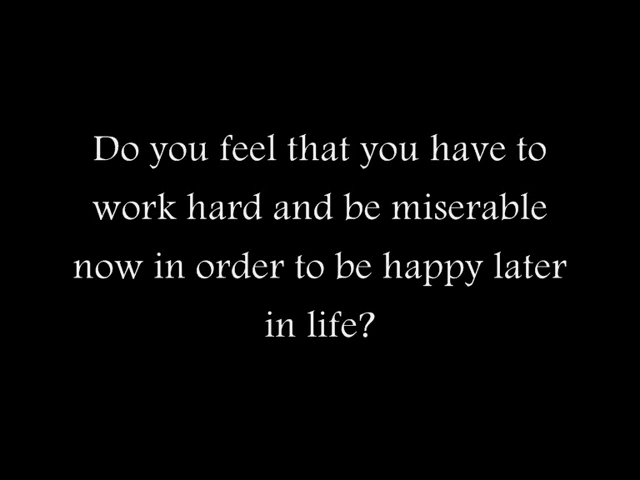 Do you feel that you have to
work hard and be miserable
now in order to be happy later
in life?